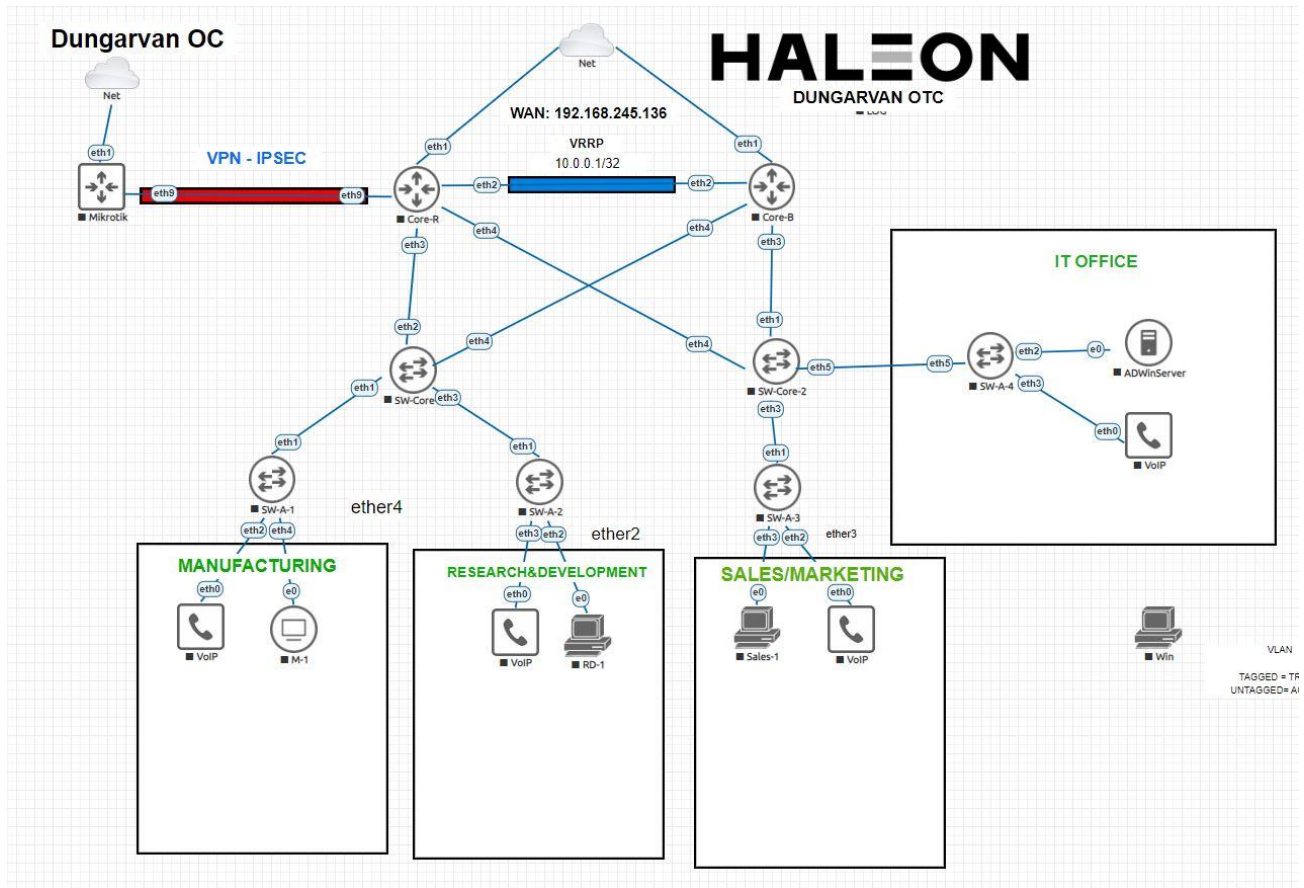 Dungarvan OC
HALEON
DUNGARVAN OTC
Net
Net
WAN: 192.168.245.136
VRRP
10.0.0.1/32
eth1
eth1
eth1
VPN - IPSEC
eth9
eth9
eth2
eth2
Mikrotik
Core-R
Core-B
eth4
eth4
eth3
eth3
IT OFFICE
eth2
eth1
eth4
eth4
eth5
eth5
eth2
e0
ADWinServer
SW-Core
SW-Core-2
SW-A-4
eth3
eth1
eth3
eth3
eth0
VoIP
eth1
eth1
eth1
SW-A-1
SW-A-2
SW-A-3
ether4
ether2
ether3
eth2
eth4
eth3
eth2
eth3
eth2
MANUFACTURING
RESEARCH&DEVELOPMENT
SALES/MARKETING
eth0
e0
eth0
e0
e0
eth0
VoIP
M-1
VoIP
RD-1
Sales-1
VoIP
Win
VLAN
TAGGED =
UNTAGGED=